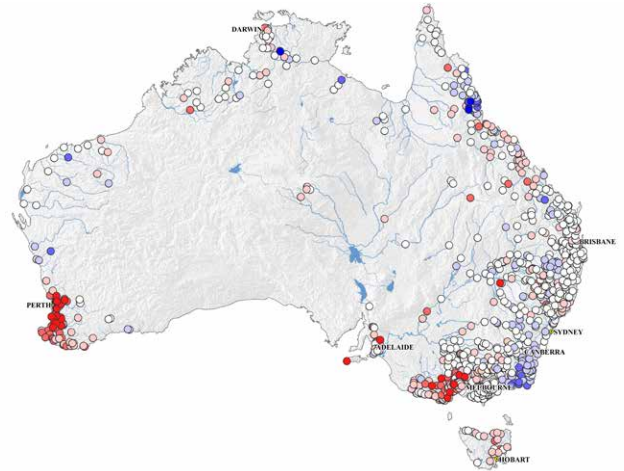 DARWIN
BRISBANE
PERTH
SYDNEY
ADELAIDE
CANBERRA
MELBOURNE
HOBART